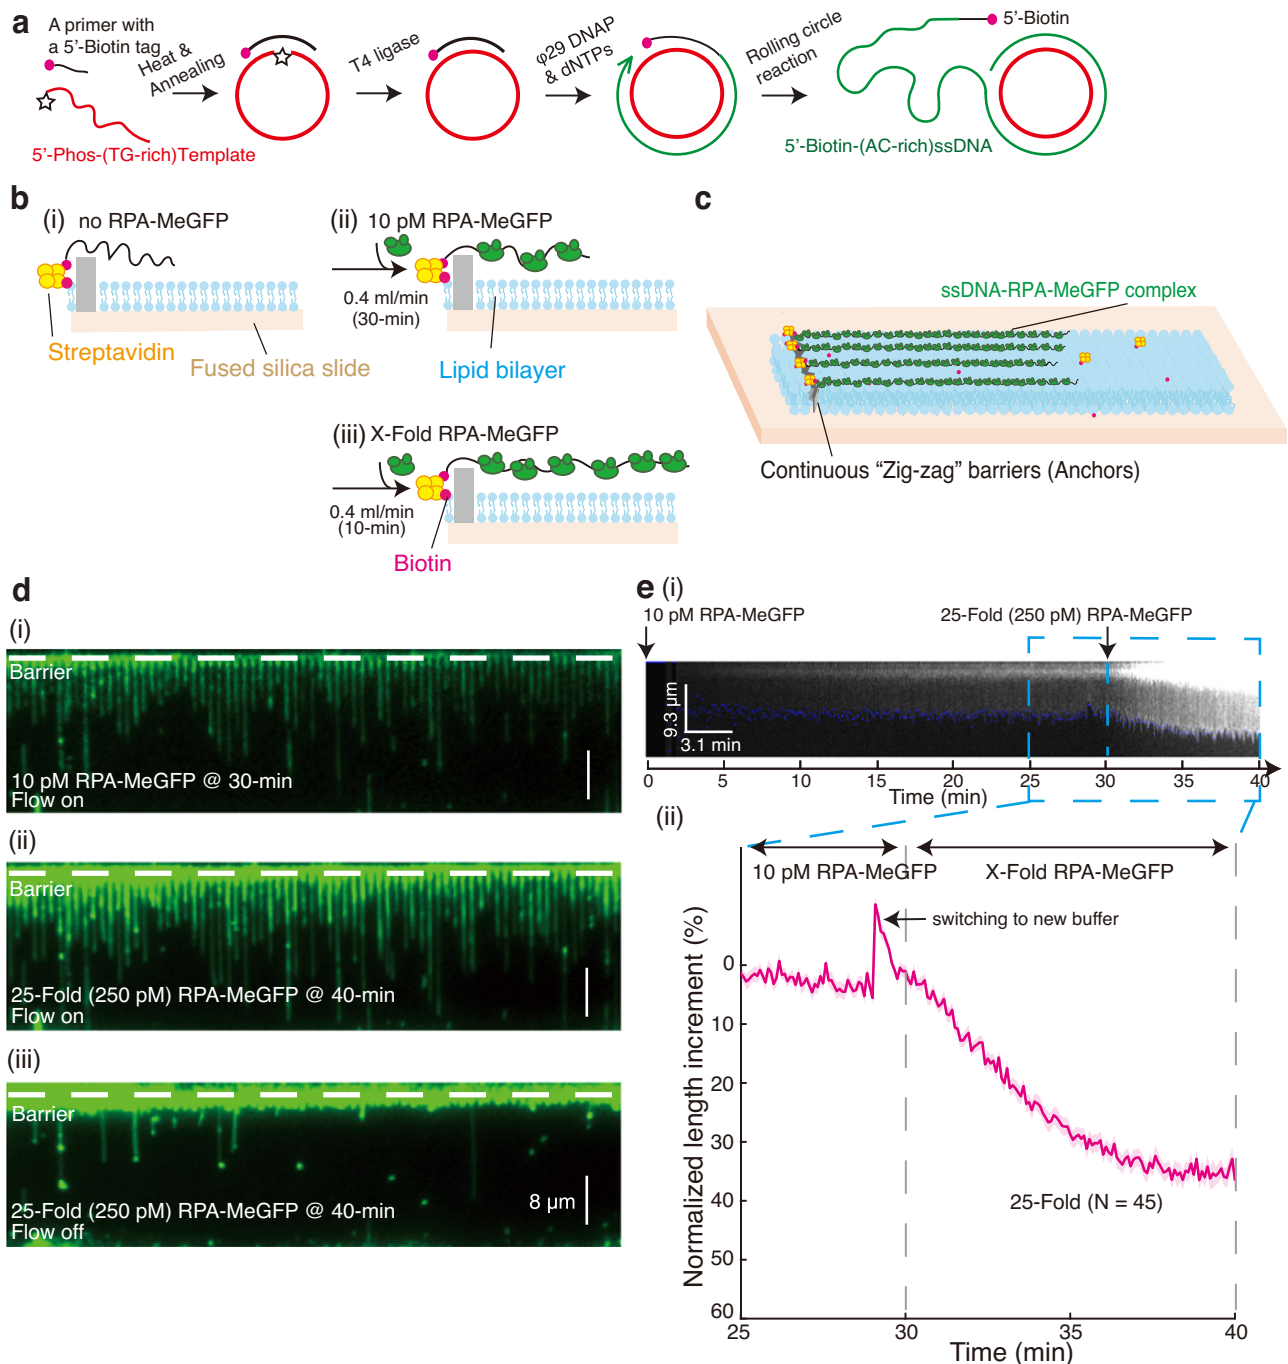 a
A primer with
a 5'-Biotin tag
Heat &
Annealing
T4 ligase
φ29 DNAP
& dNTPs
Rolling circle
reaction
5'-Biotin
5'-Phos-(TG-rich)Template
5'-Biotin-(AC-rich)ssDNA
b
(i) no RPA-MeGFP
(ii) 10 pM RPA-MeGFP
0.4 ml/min
(30-min)
Streptavidin
Fused silica slide
Lipid bilayer
(iii) X-Fold RPA-MeGFP
0.4 ml/min
(10-min)
Biotin
c
ssDNA-RPA-MeGFP complex
Continuous “Zig-zag” barriers (Anchors)
d
(i)
Barrier
10 pM RPA-MeGFP @ 30-min
Flow on
(ii)
Barrier
25-Fold (250 pM) RPA-MeGFP @ 40-min
Flow on
(iii)
Barrier
25-Fold (250 pM) RPA-MeGFP @ 40-min
Flow off
8 μm
e (i)
10 pM RPA-MeGFP
25-Fold (250 pM) RPA-MeGFP
9.3 μm
3.1 min
0 5 10 15 20 25 30 35 40
Time (min)
(ii)
10 pM RPA-MeGFP
X-Fold RPA-MeGFP
switching to new buffer
Normalized length increment (%)
0
10
20
30
40
50
60
25-Fold (N = 45)
25 30 35 40
Time (min)